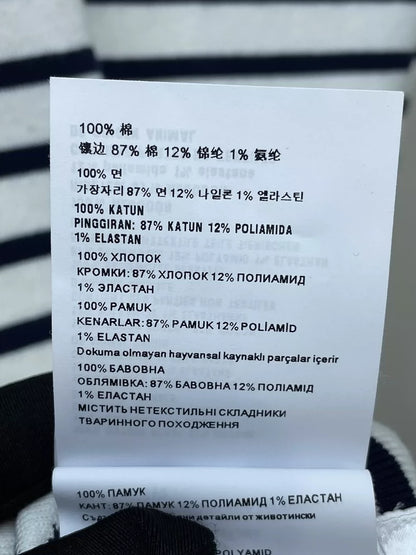 100% 棉
镶边 87% 棉 12% 锦纶 1% 氨纶
100% 면
가장자리 87% 면 12% 나일론 1% 엘라스틴
100% KATUN
PINGGIRAN: 87% KATUN 12% POLIAMIDA
1% ELASTAN
100% ХЛОПОК
КРОМКИ: 87% ХЛОПОК 12% ПОЛИАМИД
1% ЭЛАСТАН
100% PAMUK
KENARLAR: 87% PAMUK 12% POLİAMİD
1% ELASTAN
Dokuma olmayan hayvansal kaynaklı parçalar içerir
100% БАВОВНА
ОБЛЯМІВКА: 87% БАВОВНА 12% ПОЛІАМІД
1% ЕЛАСТАН
МІСТИТЬ НЕТЕКСТИЛЬНІ СКЛАДНИКИ
ТВАРИННОГО ПОХОДЖЕННЯ
100% ПАМУК
КАНТ: 87% ПАМУК 12% ПОЛИАМИД 1% ЕЛАСТАН
детайли от животински
POLYAMID